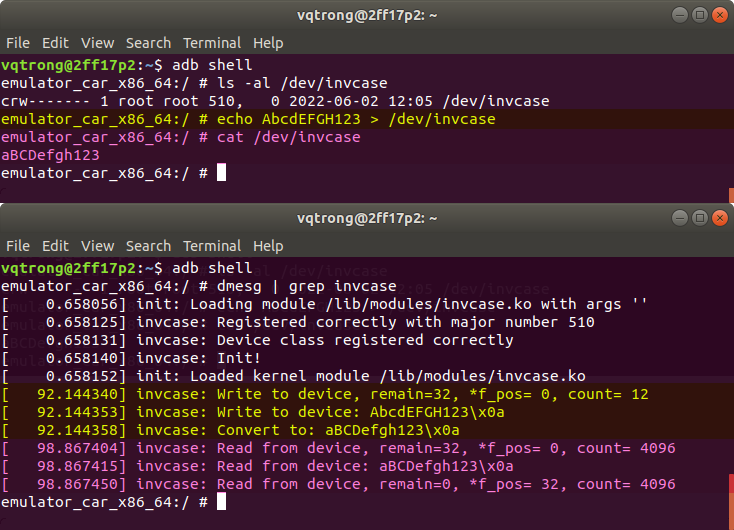 vqtrong@2ff17p2: ~
File Edit View Search Terminal Help
vqtrong@2ff17p2:~$ adb shell
emulator_car_x86_64:/ # ls -al /dev/invcase
crw------- 1 root root 510,   0 2022-06-02 12:05 /dev/invcase
emulator_car_x86_64:/ # echo AbcdEFGH123 > /dev/invcase
emulator_car_x86_64:/ # cat /dev/invcase
aBCDefgh123
emulator_car_x86_64:/ #
vqtrong@2ff17p2: ~
File Edit View Search Terminal Help
vqtrong@2ff17p2:~$ adb shell
emulator_car_x86_64:/ # dmesg | grep invcase
[    0.658056] init: Loading module /lib/modules/invcase.ko with args ''
[    0.658125] invcase: Registered correctly with major number 510
[    0.658131] invcase: Device class registered correctly
[    0.658140] invcase: Init!
[    0.658152] init: Loaded kernel module /lib/modules/invcase.ko
[   92.144340] invcase: Write to device, remain=32, *f_pos= 0, count= 12
[   92.144353] invcase: Write to device: AbcdEFGH123\x0a
[   92.144358] invcase: Convert to: aBCDefgh123\x0a
[   98.867404] invcase: Read from device, remain=32, *f_pos= 0, count= 4096
[   98.867415] invcase: Read from device: aBCDefgh123\x0a
[   98.867450] invcase: Read from device, remain=0, *f_pos= 32, count= 4096
emulator_car_x86_64:/ #